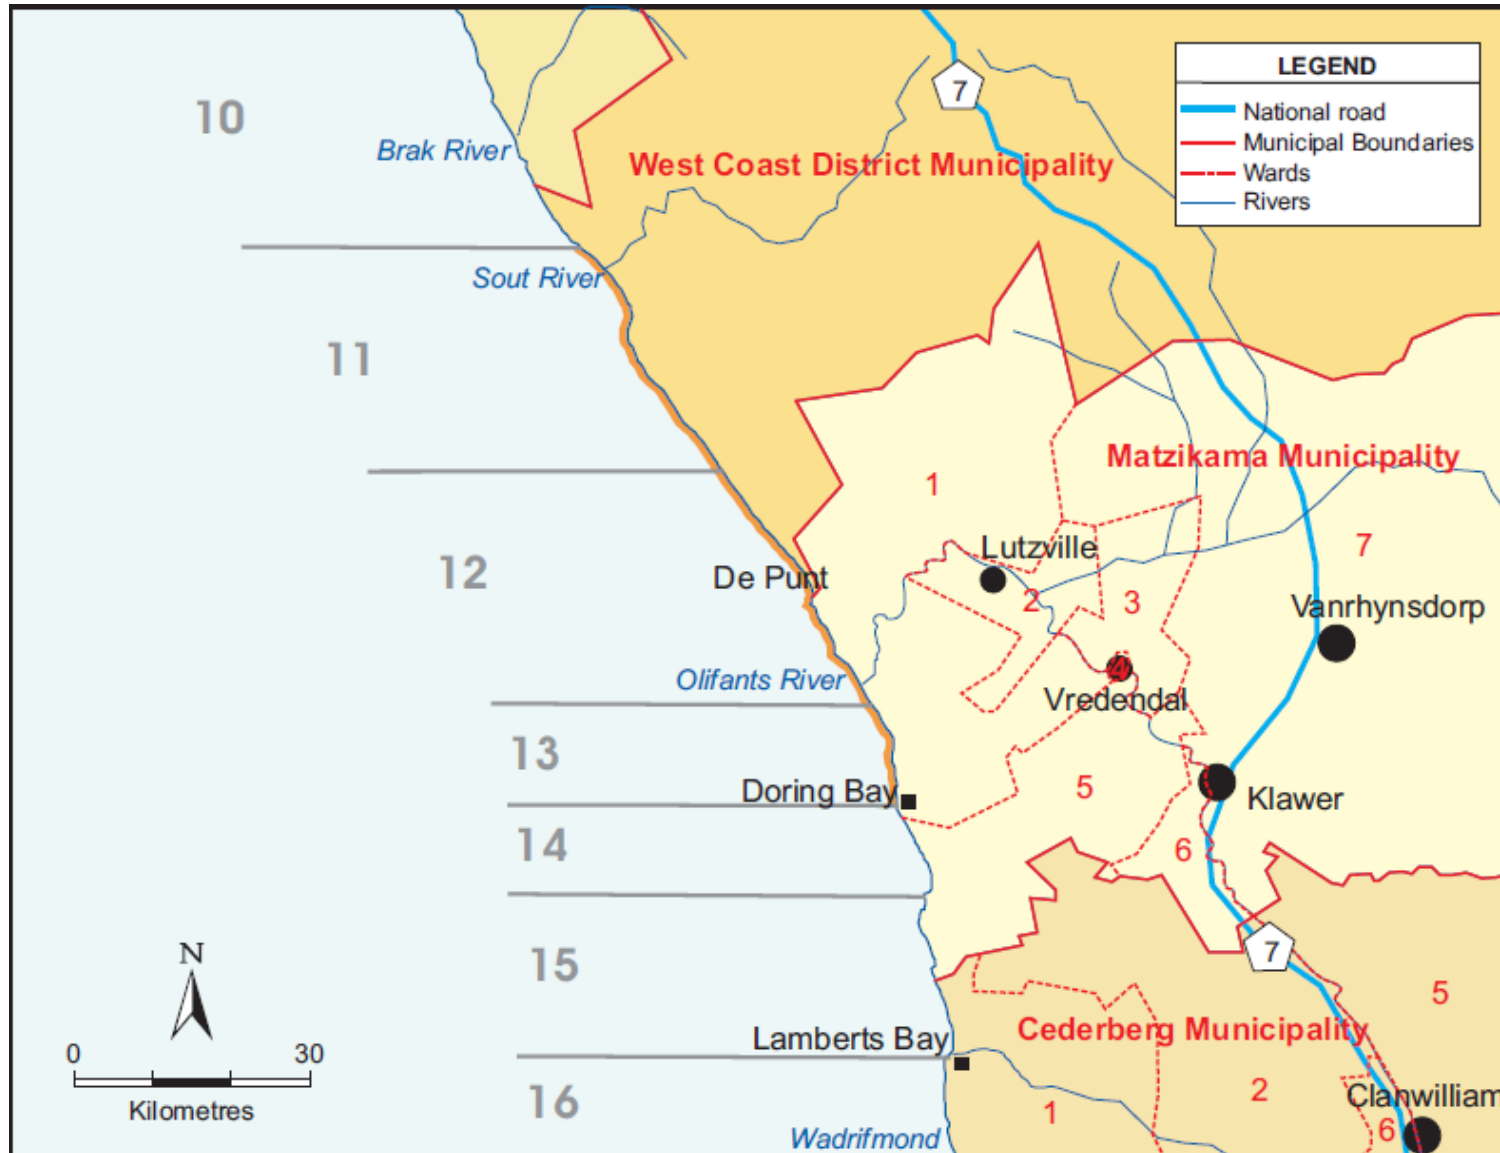 7
LEGEND
National road
Municipal Boundaries
Wards
Rivers
10
Brak River
West Coast District Municipality
Sout River
11
Matzikama Municipality
1
Lutzville
7
12
De Punt
2
3
Vanrhynsdorp
4
Olifants River
Vredendal
13
Doring Bay
5
Klawer
14
6
N
7
15
5
0
30
Kilometres
Lamberts Bay
Cederberg Municipality
16
1
2
Clanwilliam
6
Wadrifmond